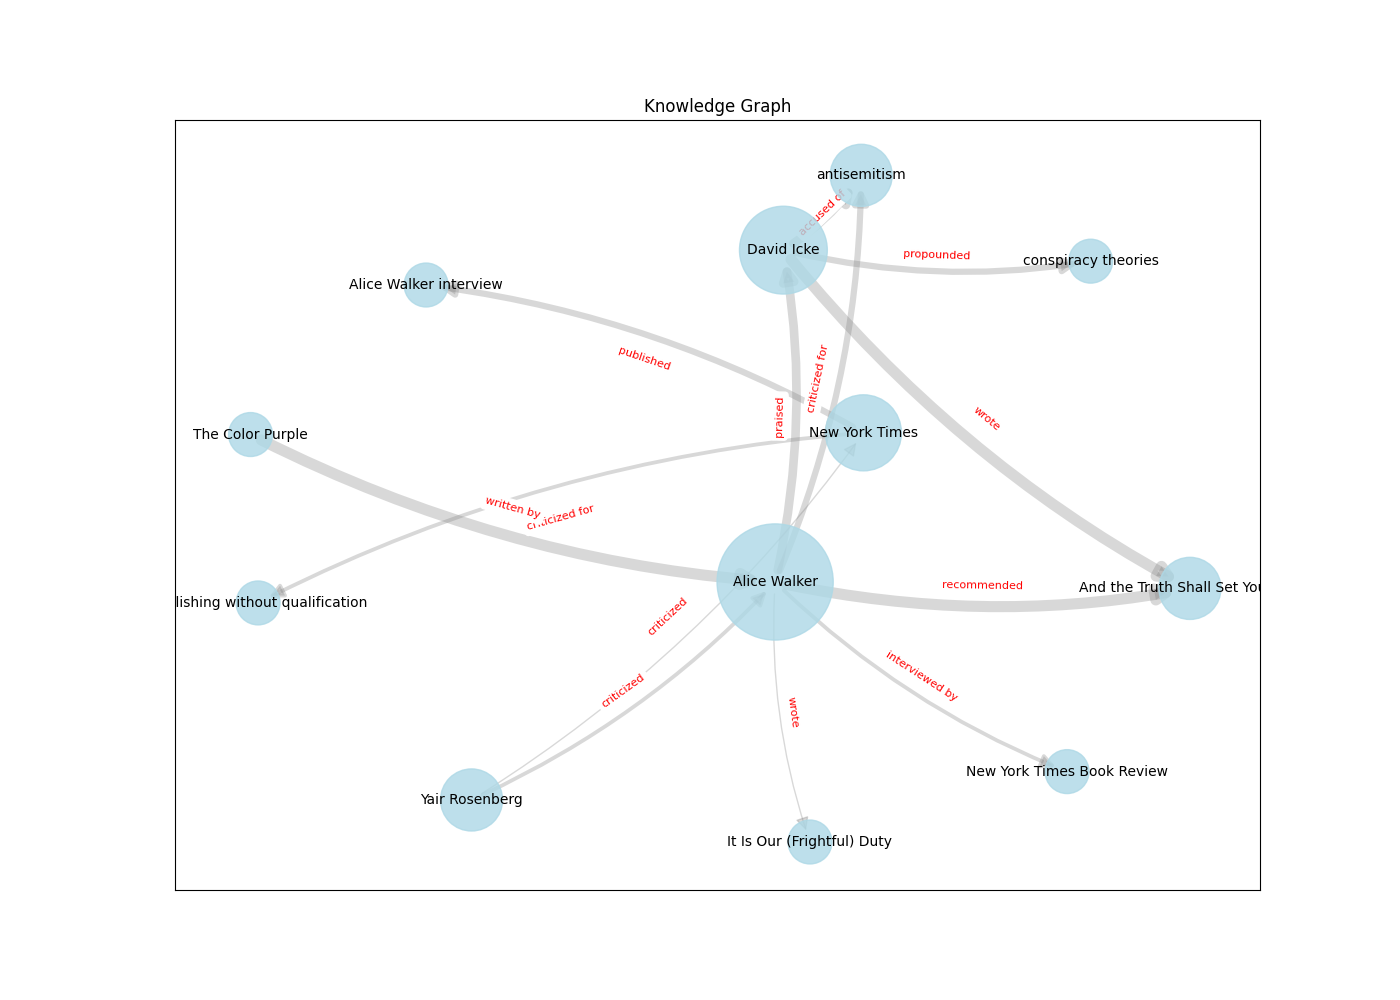 Knowledge Graph
antisemitism
accused of
David Icke
propounded
conspiracy theories
Alice Walker interview
published
criticized for
praised
wrote
The Color Purple
New York Times
written by
criticized for
Alice Walker
recommended
And the Truth Shall Set You
lishing without qualification
criticized
interviewed by
criticized
wrote
New York Times Book Review
Yair Rosenberg
It Is Our (Frightful) Duty